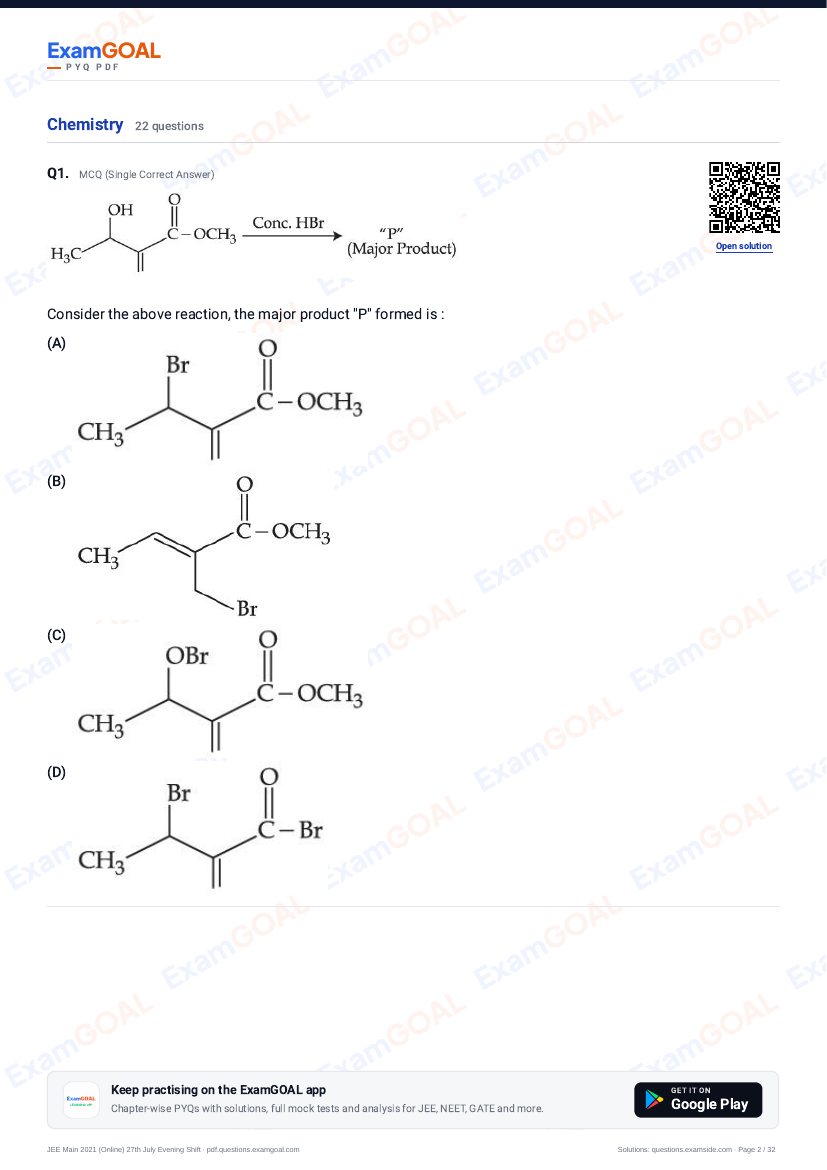 ExamGOAL
PYQ PDF
Chemistry 22 questions
Q1. MCQ (Single Correct Answer)
Open solution
OH
O
C – OCH3
H3C
Conc. HBr
“P”
(Major Product)
Consider the above reaction, the major product "P" formed is :
(A)
Br
O
C – OCH3
CH3
(B)
O
C – OCH3
CH3
Br
(C)
OBr
O
C – OCH3
CH3
(D)
Br
O
C – Br
CH3
ExamGOAL
Keep practising on the ExamGOAL app
Chapter-wise PYQs with solutions, full mock tests and analysis for JEE, NEET, GATE and more.
GET IT ON
Google Play
JEE Main 2021 (Online) 27th July Evening Shift · pdf.questions.examgoal.com
Solutions: questions.examside.com · Page 2 / 32